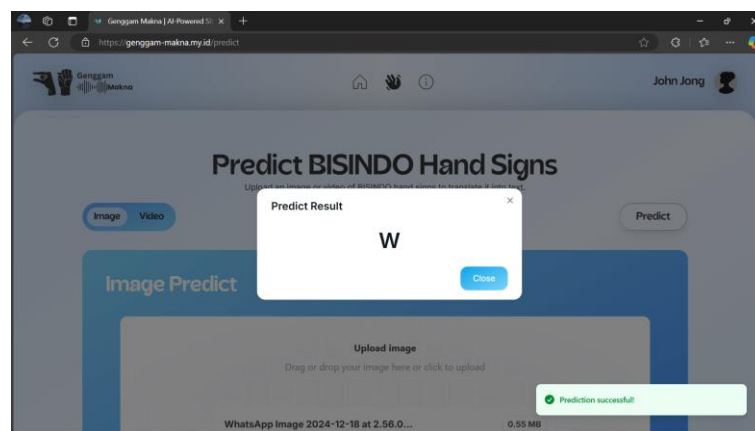 Genggam Makna | AI-Powered Si
https://genggam-makna.my.id/predict
Genggam
Makna
John Jong
Predict BISINDO Hand Signs
Upload an image or video of BISINDO hand signs to translate it into text.
Image Video
Predict
Predict Result
W
Close
Image Predict
Upload image
Drag or drop your image here or click to upload
Prediction successful!
WhatsApp Image 2024-12-18 at 2.56.0... 0.55 MB